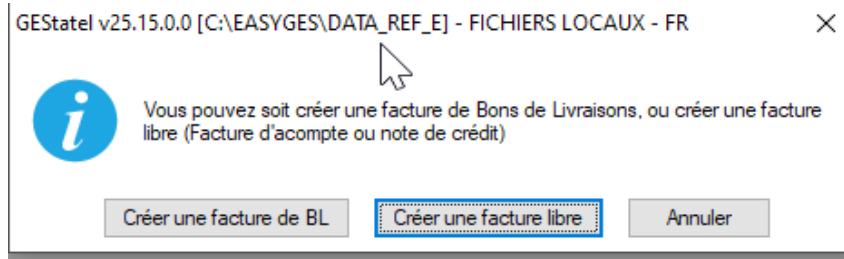 GEStatel v25.15.0.0 [C:\EASYGES\DATA_REF_E] - FICHIERS LOCAUX - FR
Vous pouvez soit créer une facture de Bons de Livraisons, ou créer une facture
libre (Facture d'acompte ou note de crédit)
Créer une facture de BL Créer une facture libre Annuler